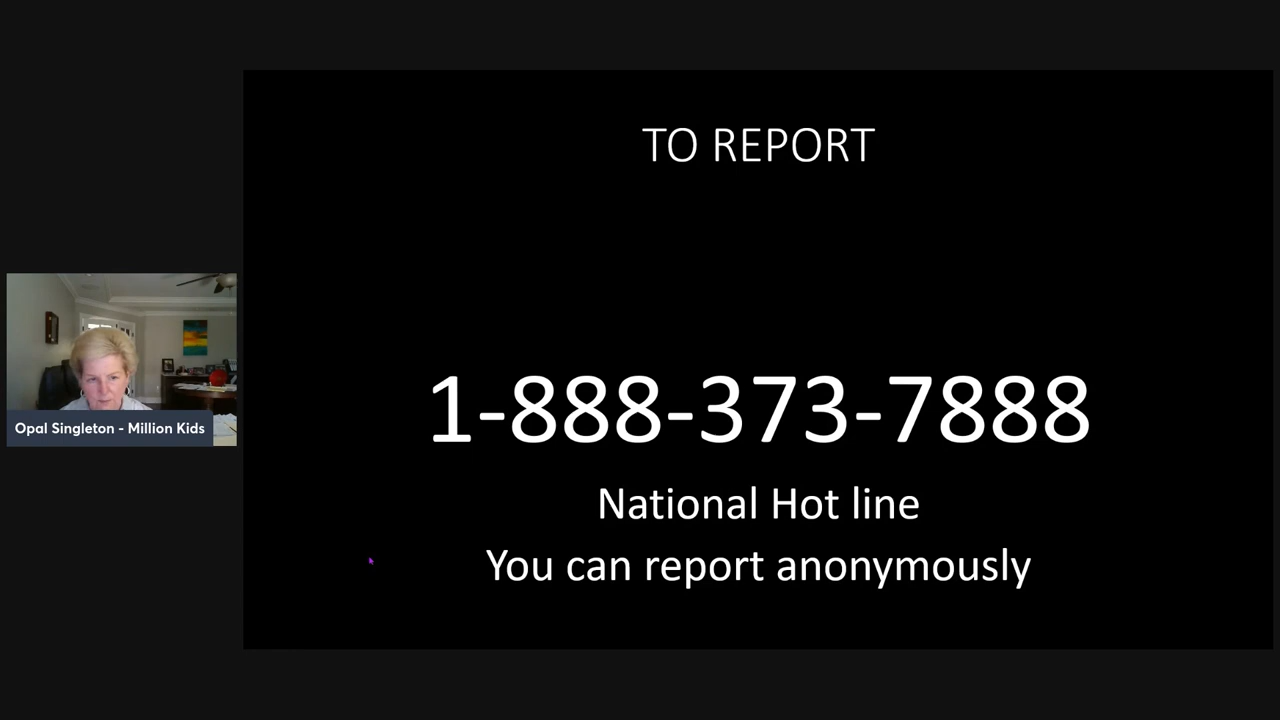 TO REPORT
1-888-373-7888
National Hot line
You can report anonymously
Opal Singleton - Million Kids